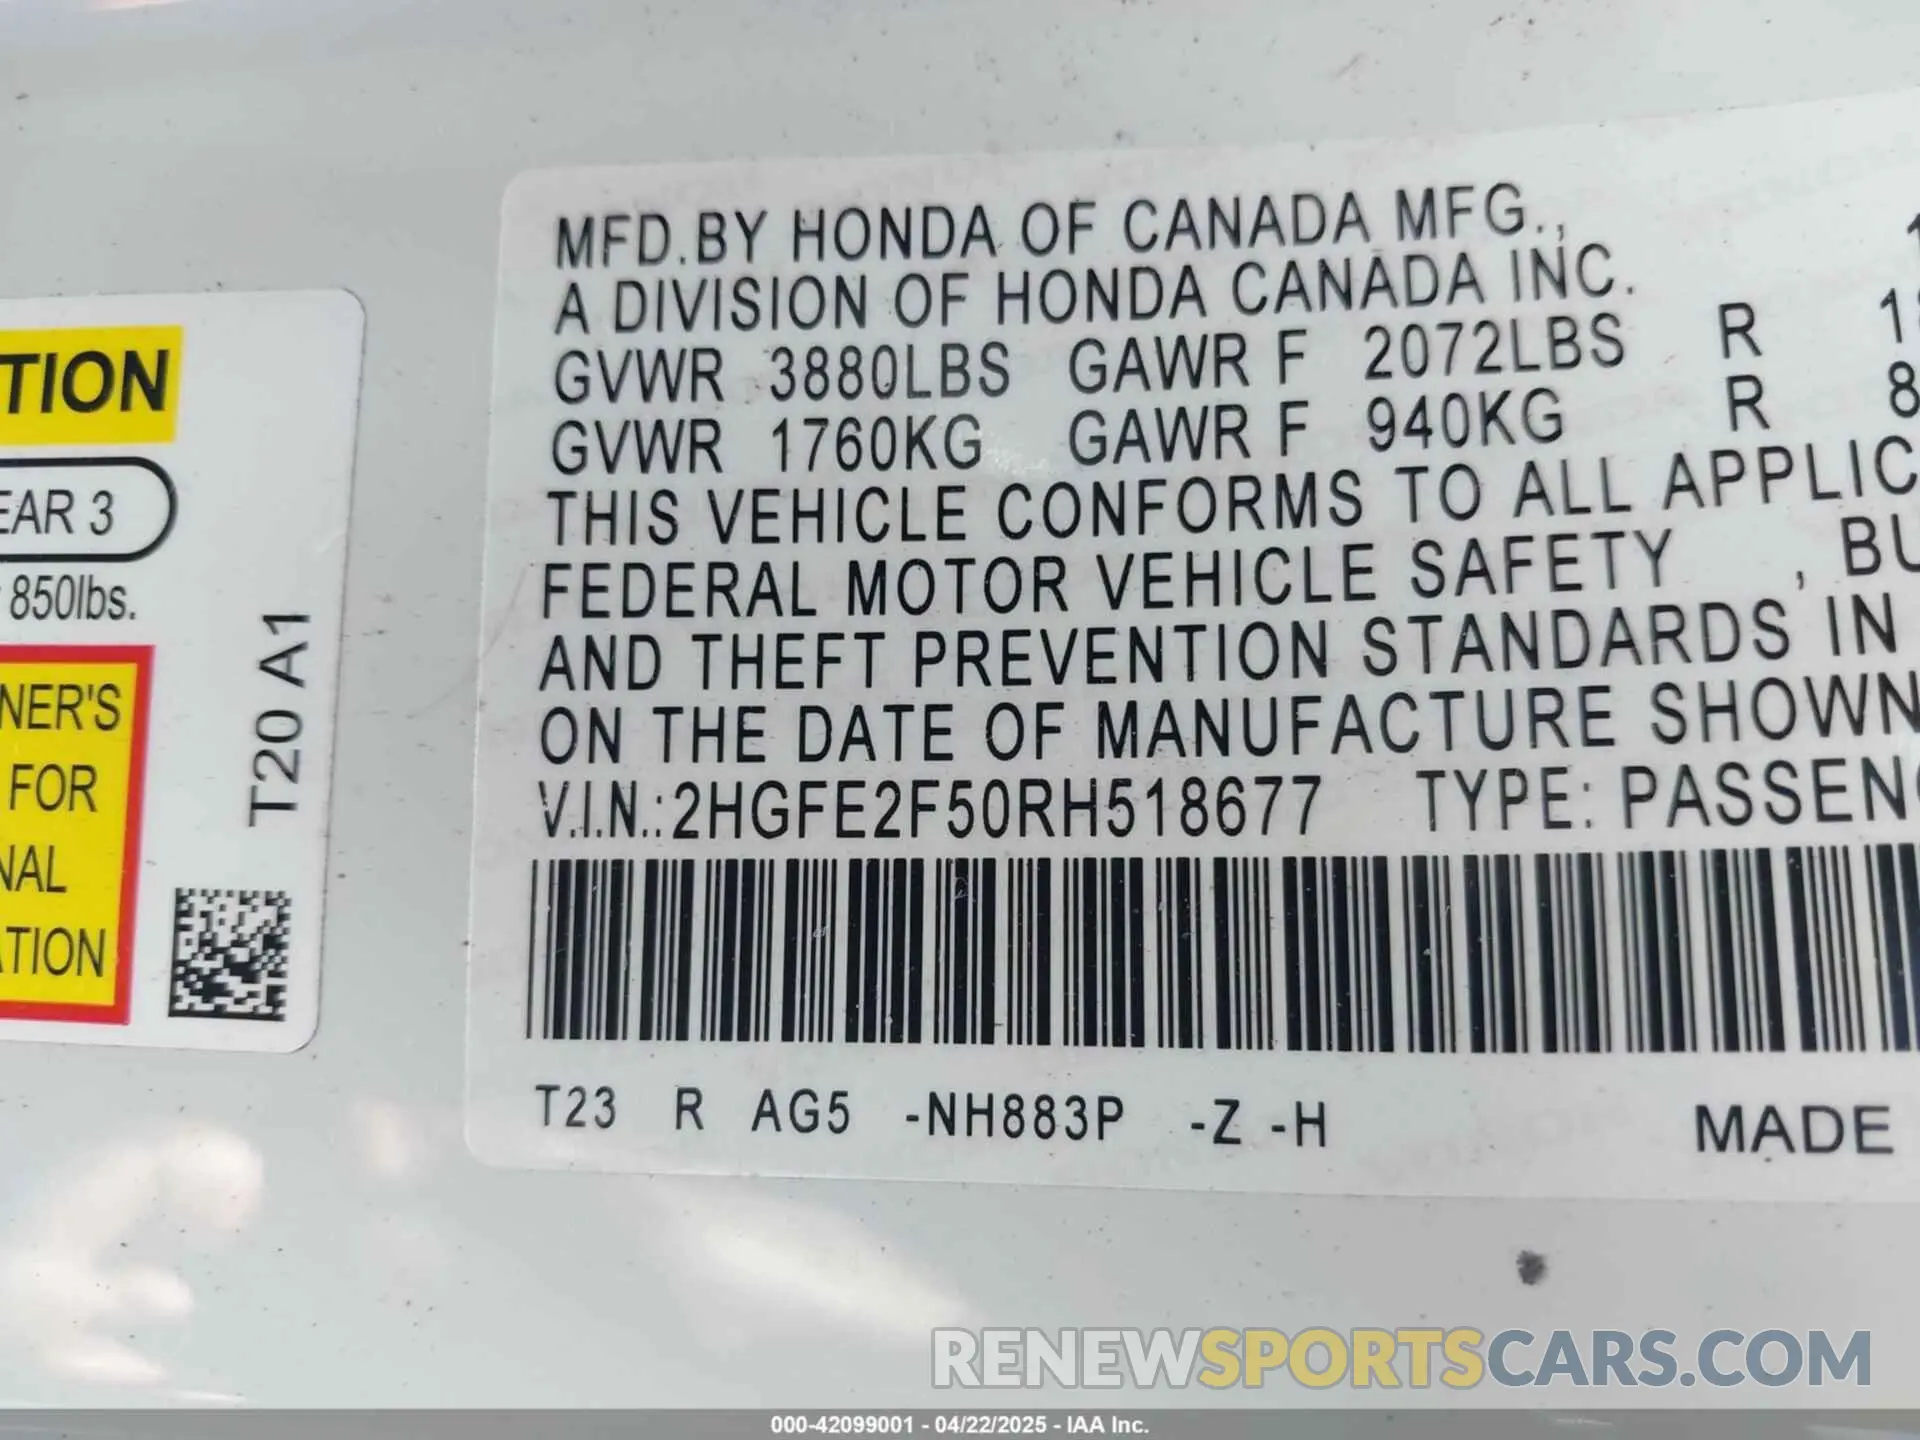 TION
EAR 3
850lbs.
NER'S
FOR
NAL
ATION
T20 A1
MFD.BY HONDA OF CANADA MFG.,
A DIVISION OF HONDA CANADA INC.
GVWR 3880LBS GAWR F 2072LBS R 1
GVWR 1760KG GAWR F 940KG R 8
THIS VEHICLE CONFORMS TO ALL APPLIC
FEDERAL MOTOR VEHICLE SAFETY , BU
AND THEFT PREVENTION STANDARDS IN
ON THE DATE OF MANUFACTURE SHOWN
V.I.N.:2HGFE2F50RH518677 TYPE: PASSEN
T23 R AG5 -NH883P -Z -H MADE
RENEWSPORTSCARS.COM
000-42099001 - 04/22/2025 - IAA Inc.